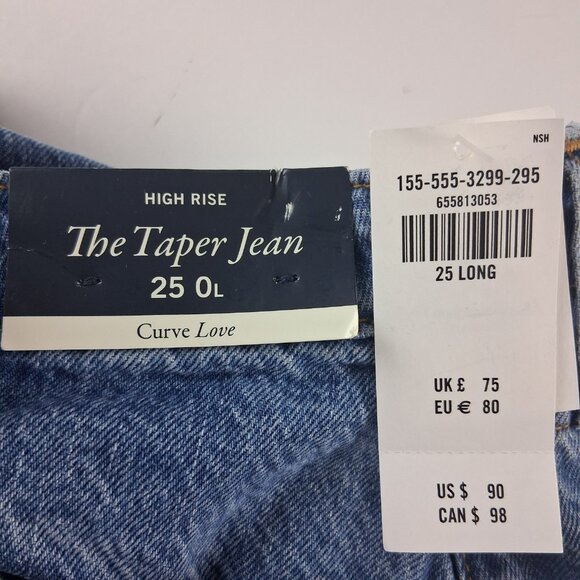 HIGH RISE
The Taper Jean
25 0L
Curve Love
NSH
155-555-3299-295
655813053
25 LONG
UK £ 75
EU € 80
US $ 90
CAN $ 98